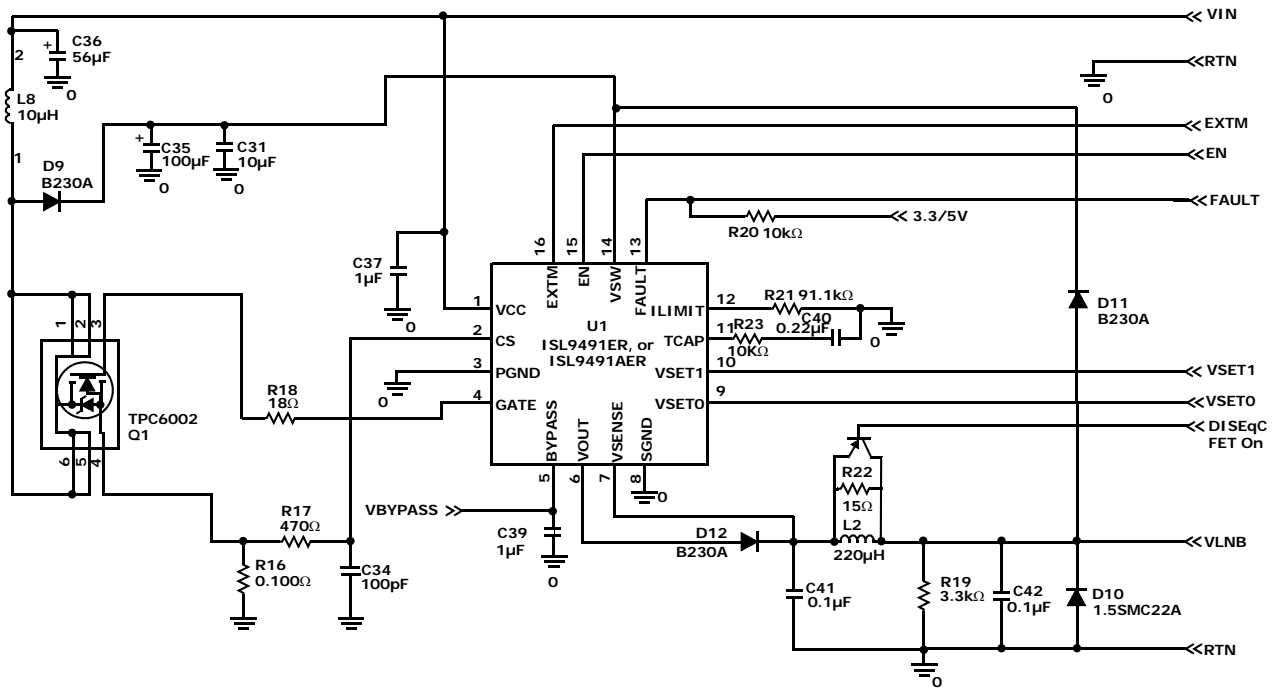 VIN
C36
56µF
+
2
0
L8
10µH
1
RTN
0
EXTM
C35
100µF
+
0
C31
10µF
0
D9
B230A
EN
FAULT
3.3/5V
R20 10kΩ
C37
1µF
0
16
15
14
13
EXTM
EN
VSW
FAULT
1
VCC
2
CS
3
PGND
4
GATE
U1
ISL9491ER, or
ISL9491AER
ILIMIT
12
TCAP
11
VSET1
10
VSET0
9
R21 91.1kΩ
C40
0.22µF
R23
10KΩ
0
D11
B230A
VSET1
VSET0
DISEqC
FET On
0
1
2
3
TPC6002
Q1
6
5
4
R18
18Ω
BYPASS
VOUT
VSENSE
SGND
5
6
7
8
0
VBYPASS
C39
1µF
0
R17
470Ω
R16
0.100Ω
C34
100pF
D12
B230A
R22
15Ω
L2
220µH
VLNB
C41
0.1µF
R19
3.3kΩ
C42
0.1µF
D10
1.5SMC22A
RTN
0